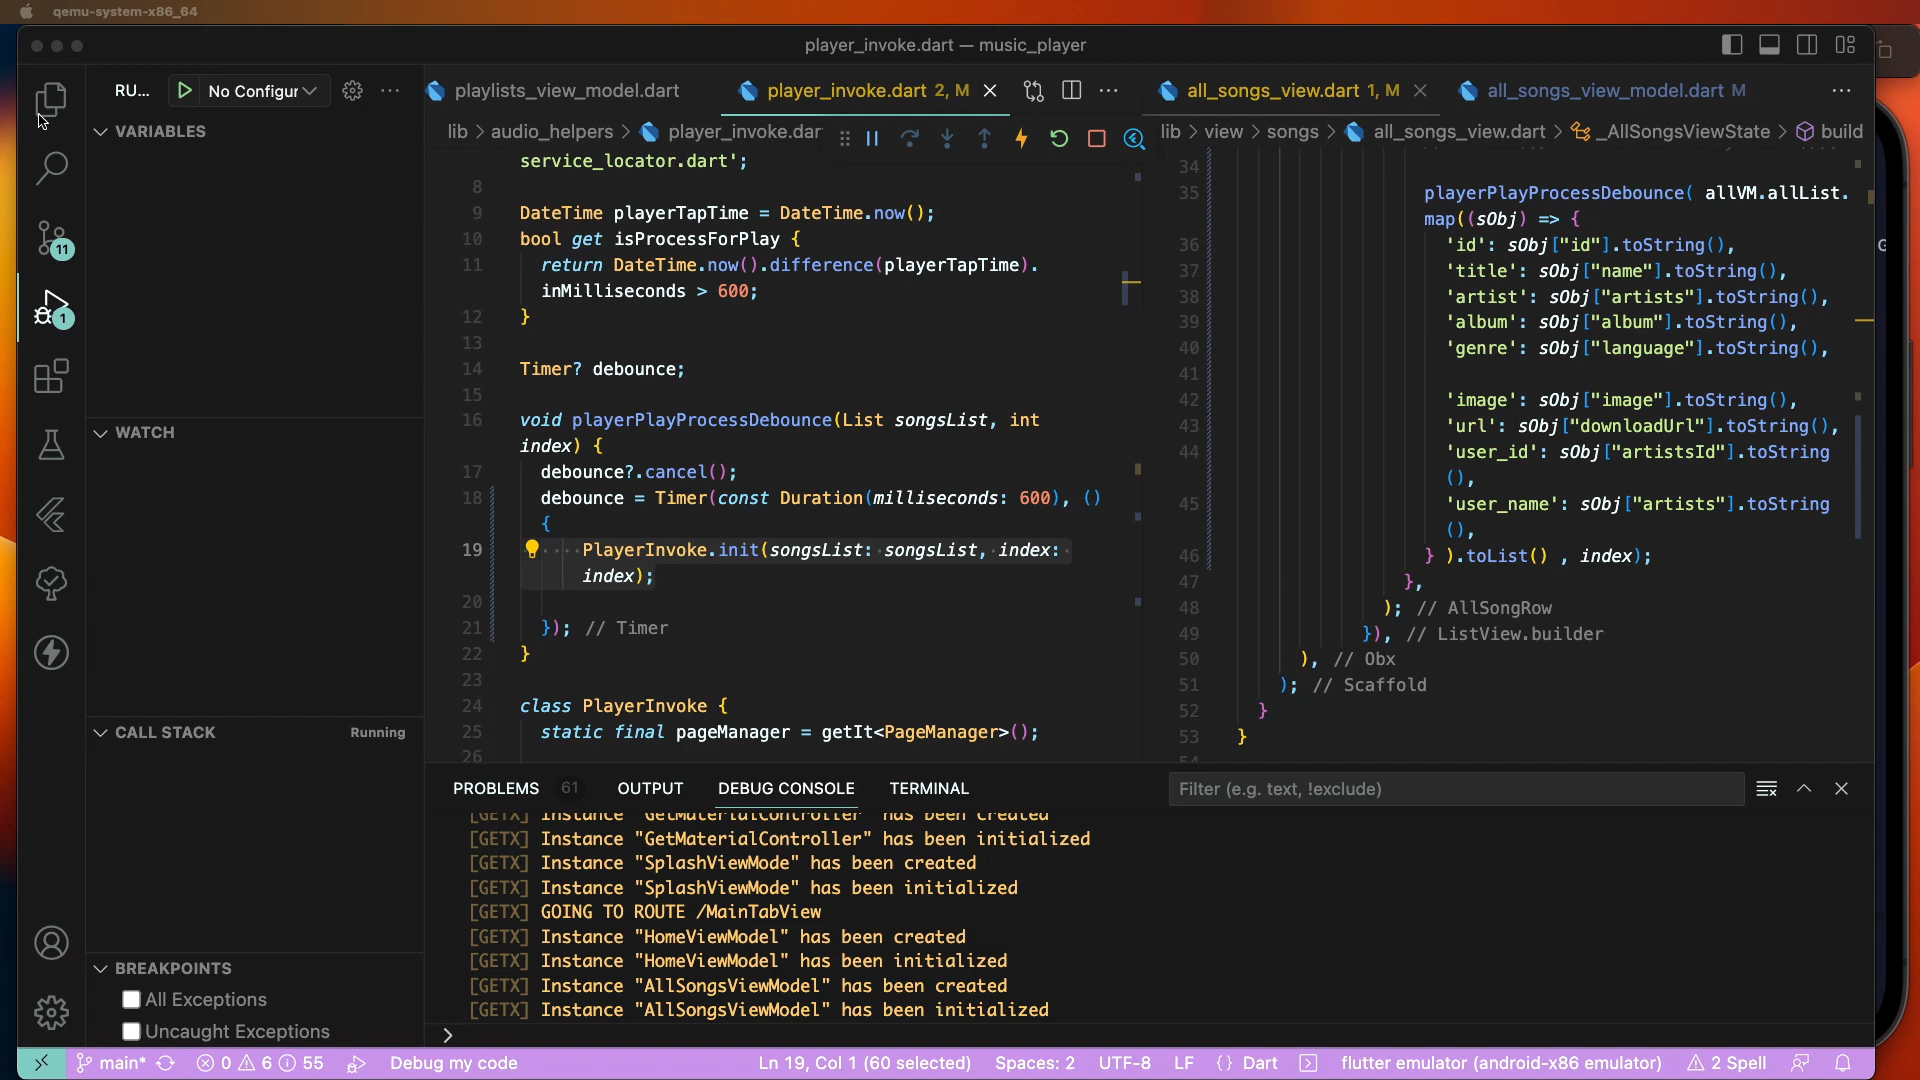 qemu-system-x86_64
player_invoke.dart — music_player
RU...
No Configur
playlists_view_model.dart
player_invoke.dart 2, M
all_songs_view.dart 1, M
all_songs_view_model.dart M
VARIABLES
WATCH
CALL STACK
Running
BREAKPOINTS
All Exceptions
Uncaught Exceptions
11
1
lib > audio_helpers > player_invoke.dar
service_locator.dart';
8
9 DateTime playerTapTime = DateTime.now();
10 bool get isProcessForPlay {
11 return DateTime.now().difference(playerTapTime).
inMilliseconds > 600;
12 }
13
14 Timer? debounce;
15
16 void playerPlayProcessDebounce(List songsList, int
index) {
17 debounce?.cancel();
18 debounce = Timer(const Duration(milliseconds: 600), ()
{
19 ····PlayerInvoke.init(songsList:·songsList,·index:·
index);
20
21 }); // Timer
22 }
23
24 class PlayerInvoke {
25 static final pageManager = getIt<PageManager>();
26
lib > view > songs > all_songs_view.dart > _AllSongsViewState > build
34
35 playerPlayProcessDebounce( allVM.allList.
map((sObj) => {
36 'id': sObj["id"].toString(),
37 'title': sObj["name"].toString(),
38 'artist': sObj["artists"].toString(),
39 'album': sObj["album"].toString(),
40 'genre': sObj["language"].toString(),
41
42 'image': sObj["image"].toString(),
43 'url': sObj["downloadUrl"].toString(),
44 'user_id': sObj["artistsId"].toString
(),
45 'user_name': sObj["artists"].toString
(),
46 } ).toList() , index);
47 },
48 ); // AllSongRow
49 }), // ListView.builder
50 ), // Obx
51 ); // Scaffold
52 }
53 }
54
PROBLEMS 61 OUTPUT DEBUG CONSOLE TERMINAL
Filter (e.g. text, !exclude)
[GETX] Instance "GetMaterialController" has been created
[GETX] Instance "GetMaterialController" has been initialized
[GETX] Instance "SplashViewMode" has been created
[GETX] Instance "SplashViewMode" has been initialized
[GETX] GOING TO ROUTE /MainTabView
[GETX] Instance "HomeViewModel" has been created
[GETX] Instance "HomeViewModel" has been initialized
[GETX] Instance "AllSongsViewModel" has been created
[GETX] Instance "AllSongsViewModel" has been initialized
main* 0 6 55 Debug my code Ln 19, Col 1 (60 selected) Spaces: 2 UTF-8 LF {} Dart flutter emulator (android-x86 emulator) 2 Spell